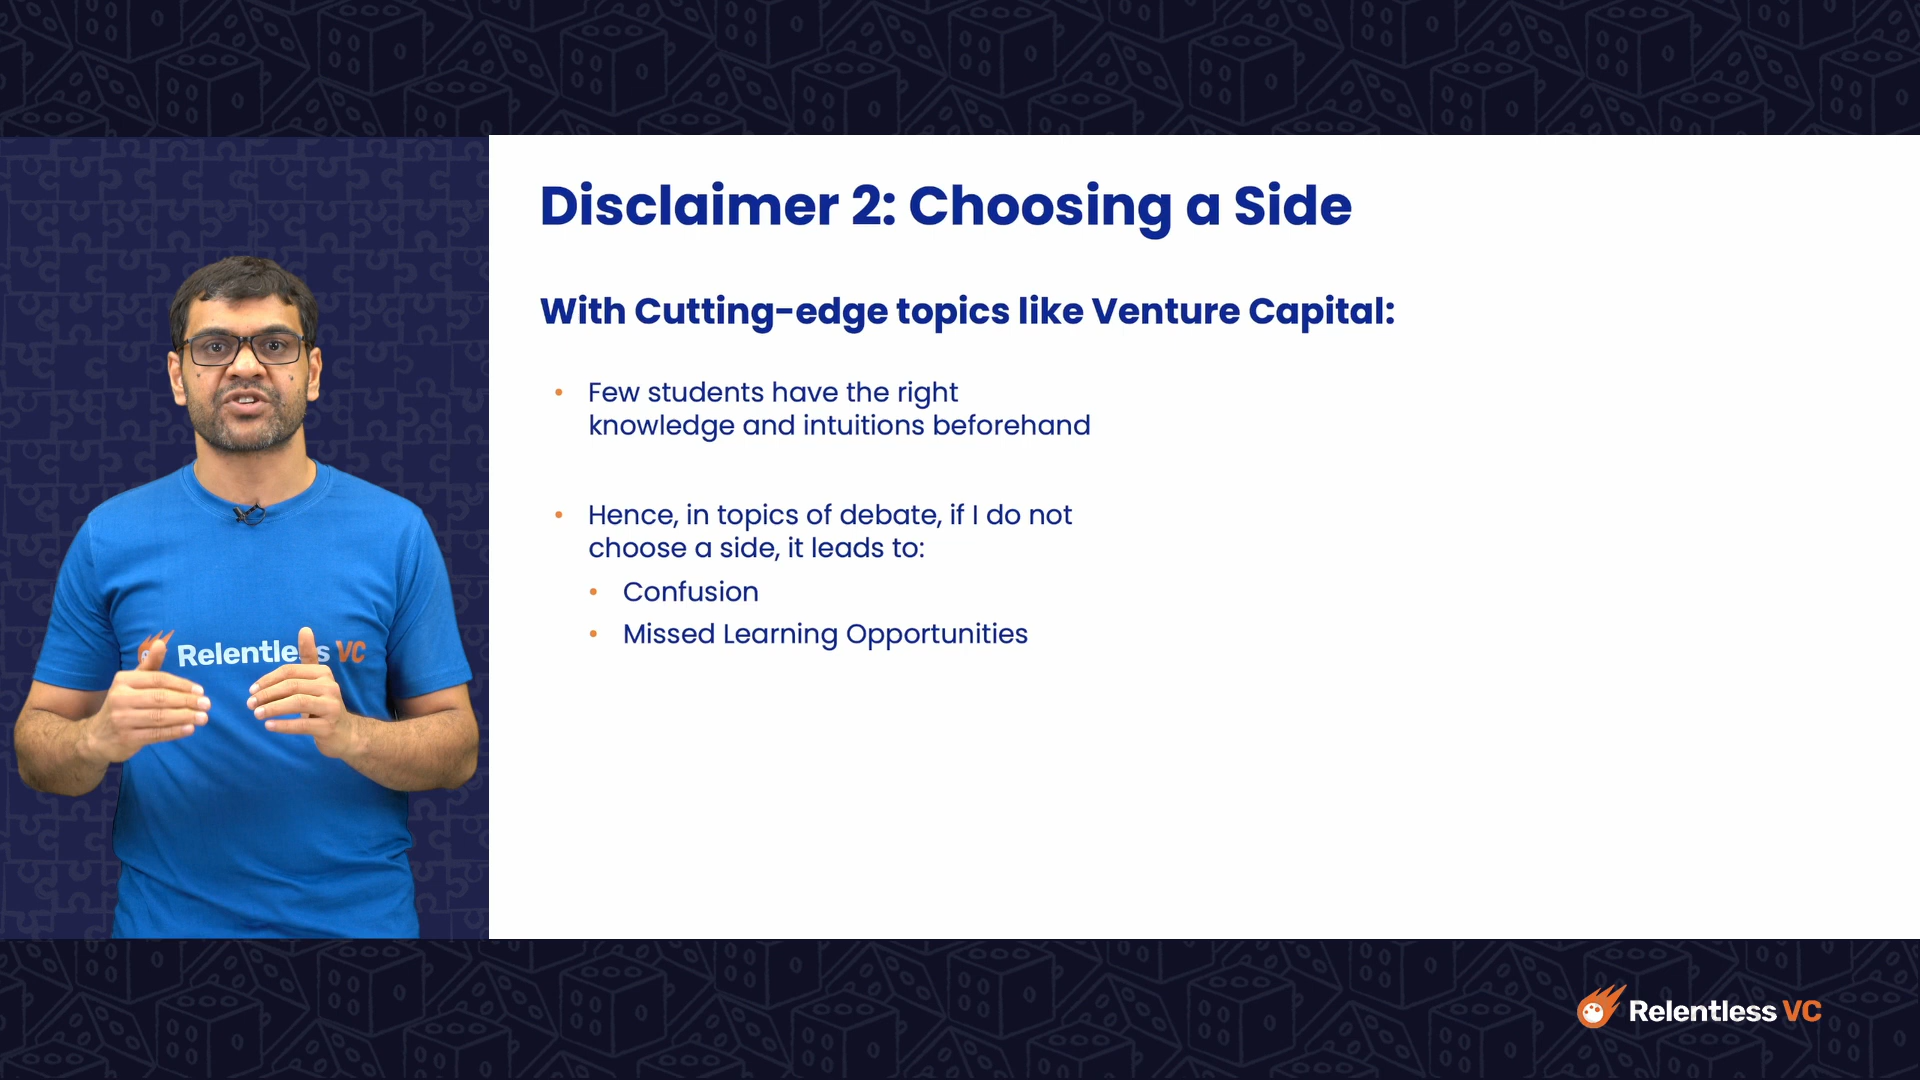 Disclaimer 2: Choosing a Side
With Cutting-edge topics like Venture Capital:
• Few students have the right
knowledge and intuitions beforehand
• Hence, in topics of debate, if I do not
choose a side, it leads to:
• Confusion
• Missed Learning Opportunities
Relentless VC
Relentless VC